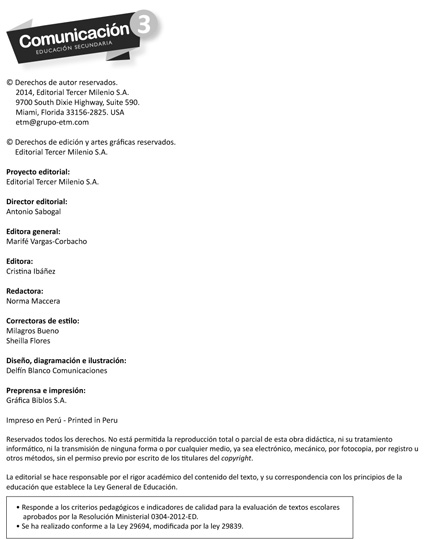 Comunicación 3
EDUCACIÓN SECUNDARIA
© Derechos de autor reservados.
2014, Editorial Tercer Milenio S.A.
9700 South Dixie Highway, Suite 590.
Miami, Florida 33156-2825. USA
etm@grupo-etm.com
© Derechos de edición y artes gráficas reservados.
Editorial Tercer Milenio S.A.
Proyecto editorial:
Editorial Tercer Milenio S.A.
Director editorial:
Antonio Sabogal
Editora general:
Marifé Vargas-Corbacho
Editora:
Cristina Ibáñez
Redactora:
Norma Maccera
Correctoras de estilo:
Milagros Bueno
Sheilla Flores
Diseño, diagramación e ilustración:
Delfín Blanco Comunicaciones
Preprensa e impresión:
Gráfica Biblos S.A.
Impreso en Perú - Printed in Peru
Reservados todos los derechos. No está permitida la reproducción total o parcial de esta obra didáctica, ni su tratamiento
informático, ni la transmisión de ninguna forma o por cualquier medio, ya sea electrónico, mecánico, por fotocopia, por registro u
otros métodos, sin el permiso previo por escrito de los titulares del copyright.
La editorial se hace responsable por el rigor académico del contenido del texto, y su correspondencia con los principios de la
educación que establece la Ley General de Educación.
• Responde a los criterios pedagógicos e indicadores de calidad para la evaluación de textos escolares
aprobados por la Resolución Ministerial 0304-2012-ED.
• Se ha realizado conforme a la Ley 29694, modificada por la ley 29839.